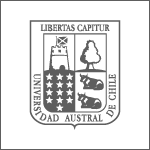 LIBERTAS CAPITUR
UNIVERSIDAD AUSTRAL DE CHILE